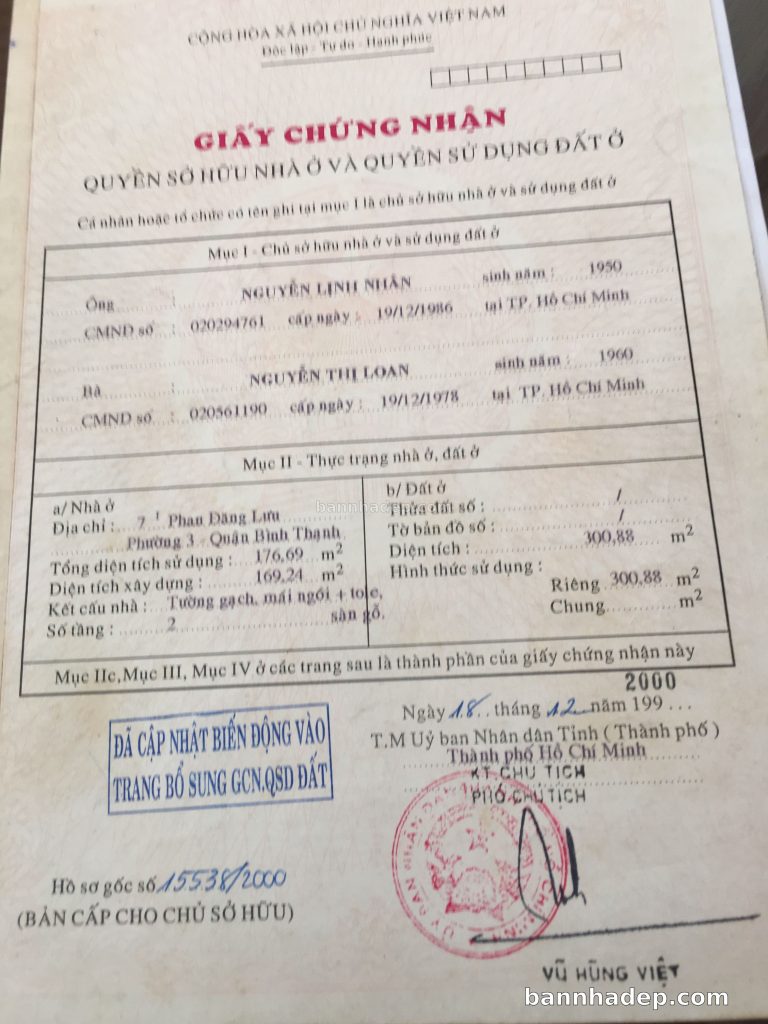 CỘNG HÒA XÃ HỘI CHỦ NGHĨA VIỆT NAM
Độc lập - Tự do - Hạnh phúc
GIẤY CHỨNG NHẬN
QUYỀN SỞ HỮU NHÀ Ở VÀ QUYỀN SỬ DỤNG ĐẤT Ở
Cá nhân hoặc tổ chức có tên ghi tại mục I là chủ sở hữu nhà ở và sử dụng đất ở
Mục I - Chủ sở hữu nhà ở và sử dụng đất ở
Ông : NGUYỄN LỊNH NHÂN sinh năm : 1950
CMND số : 020294761 cấp ngày : 19/12/1986 tại TP. Hồ Chí Minh
Bà : NGUYỄN THỊ LOAN sinh năm : 1960
CMND số : 020561190 cấp ngày : 19/12/1978 tại TP. Hồ Chí Minh
Mục II - Thực trạng nhà ở, đất ở
a/ Nhà ở
Địa chỉ : 7 Phan Đăng Lưu
Phường 3 - Quận Bình Thạnh
Tổng diện tích sử dụng : 176,69 m2
Diện tích xây dựng : 169,24 m2
Kết cấu nhà : Tường gạch, mái ngói + tole,
sàn gỗ.
Số tầng : 2
b/ Đất ở
Thửa đất số : /
Tờ bản đồ số : /
Diện tích : 300,88 m2
Hình thức sử dụng :
Riêng 300,88 m2
Chung m2
Mục IIc, Mục III, Mục IV ở các trang sau là thành phần của giấy chứng nhận này
2000
Ngày 18 tháng 12 năm 199 ...
T.M Uỷ ban Nhân dân Tỉnh ( Thành phố )
Thành phố Hồ Chí Minh
KT CHỦ TỊCH
PHÓ CHỦ TỊCH
ĐÃ CẬP NHẬT BIẾN ĐỘNG VÀO
TRANG BỔ SUNG GCN.QSD ĐẤT
Hồ sơ gốc số 15538/2000
(BẢN CẤP CHO CHỦ SỞ HỮU)
VŨ HÙNG VIỆT
bannhadep.com